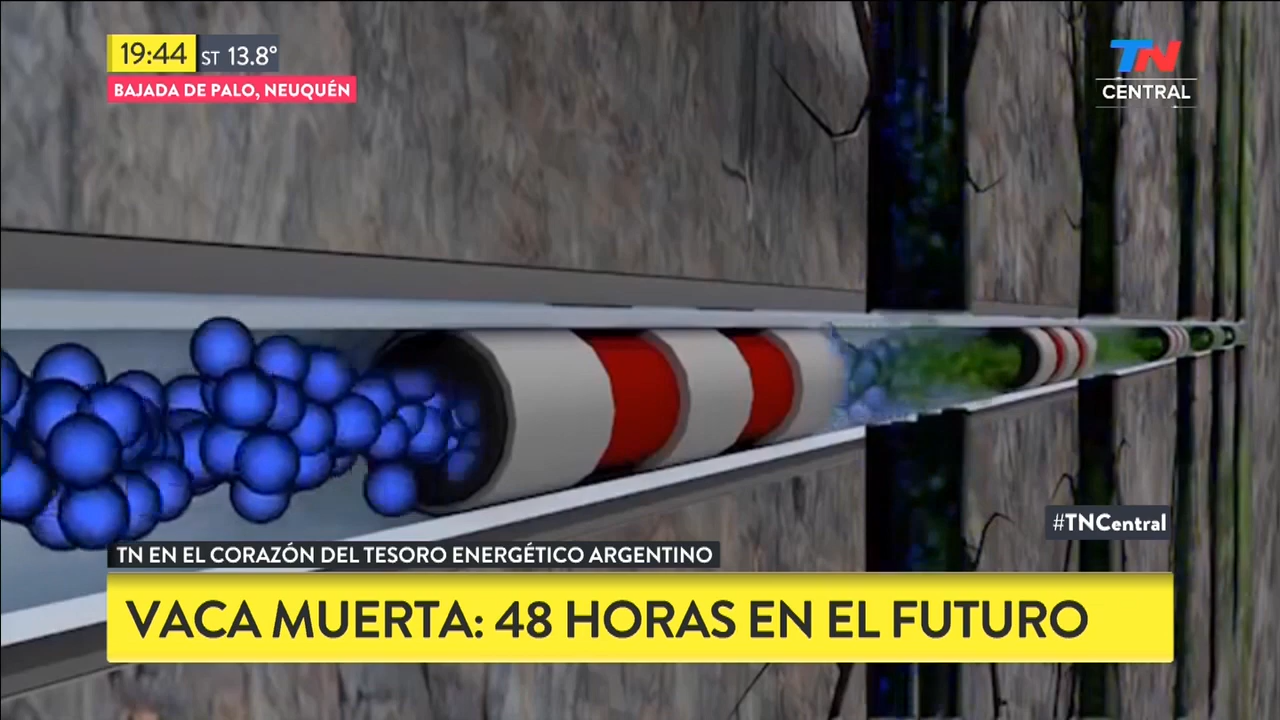 19:44 ST 13.8°
BAJADA DE PALO, NEUQUÉN
TN
CENTRAL
#TNCentral
TN EN EL CORAZÓN DEL TESORO ENERGÉTICO ARGENTINO
VACA MUERTA: 48 HORAS EN EL FUTURO